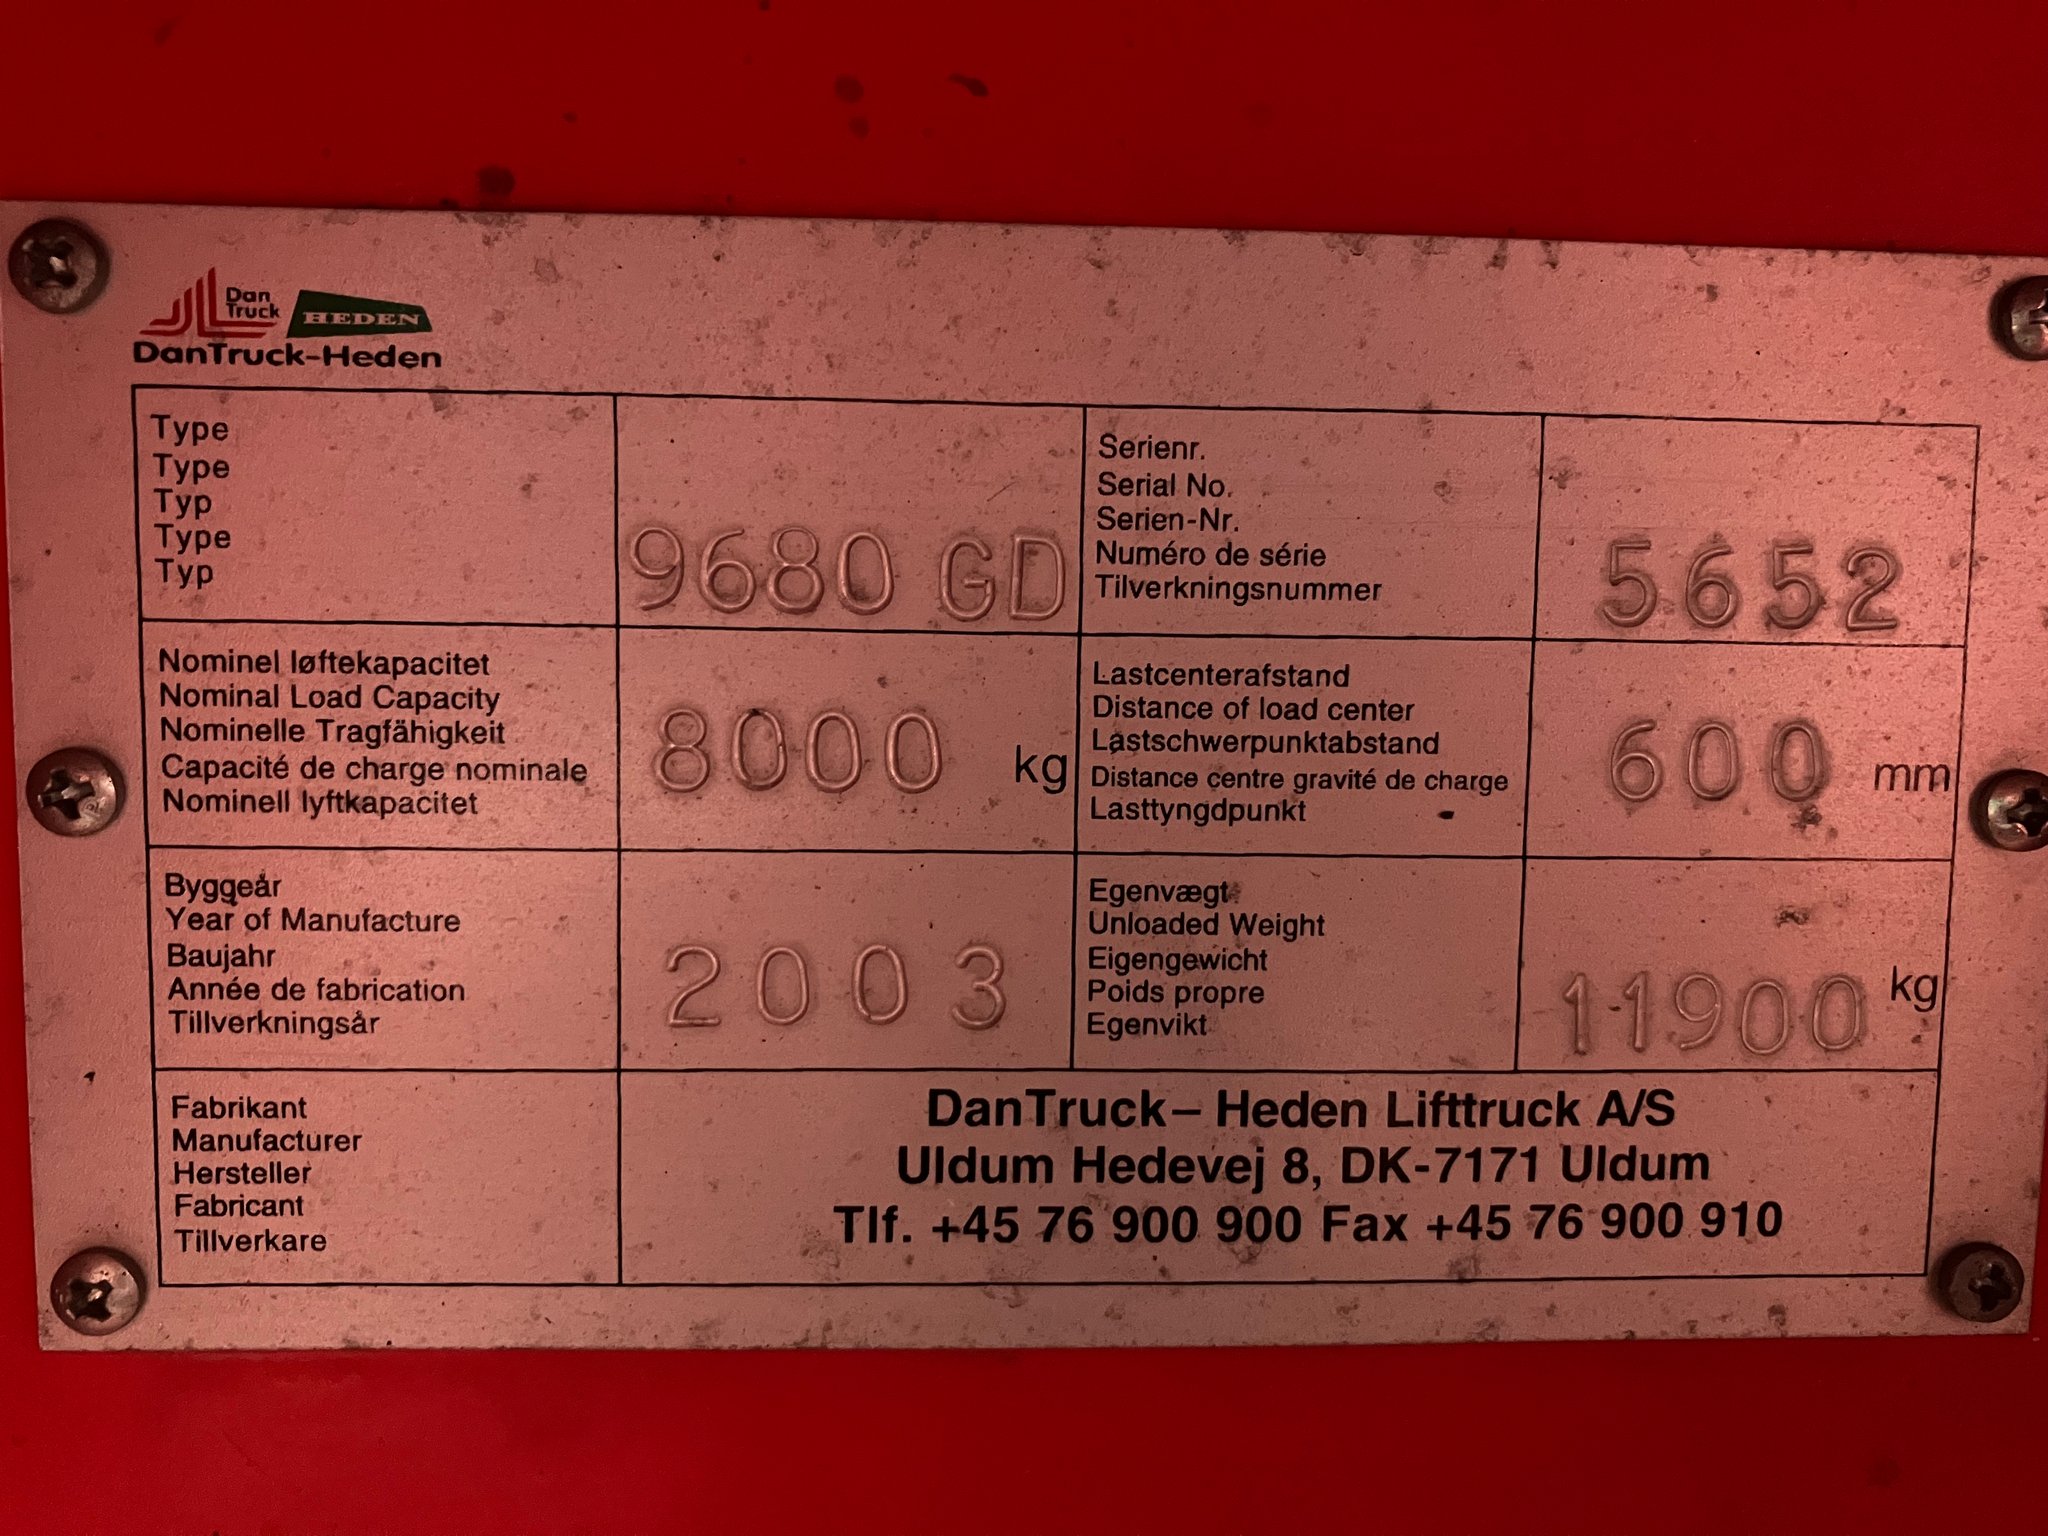 Dan
Truck
HEDEN
DanTruck-Heden
Type
Type
Typ
Type
Typ
9680 GD
Serienr.
Serial No.
Serien-Nr.
Numéro de série
Tilverkningsnummer
5652
Nominel løftekapacitet
Nominal Load Capacity
Nominelle Tragfähigkeit
Capacité de charge nominale
Nominell lyftkapacitet
8000 kg
Lastcenterafstand
Distance of load center
Lastschwerpunktabstand
Distance centre gravité de charge
Lasttyngdpunkt
600 mm
Byggeår
Year of Manufacture
Baujahr
Année de fabrication
Tillverkningsår
2003
Egenvægt
Unloaded Weight
Eigengewicht
Poids propre
Egenvikt
11900 kg
Fabrikant
Manufacturer
Hersteller
Fabricant
Tillverkare
DanTruck – Heden Lifttruck A/S
Uldum Hedevej 8, DK-7171 Uldum
Tlf. +45 76 900 900 Fax +45 76 900 910